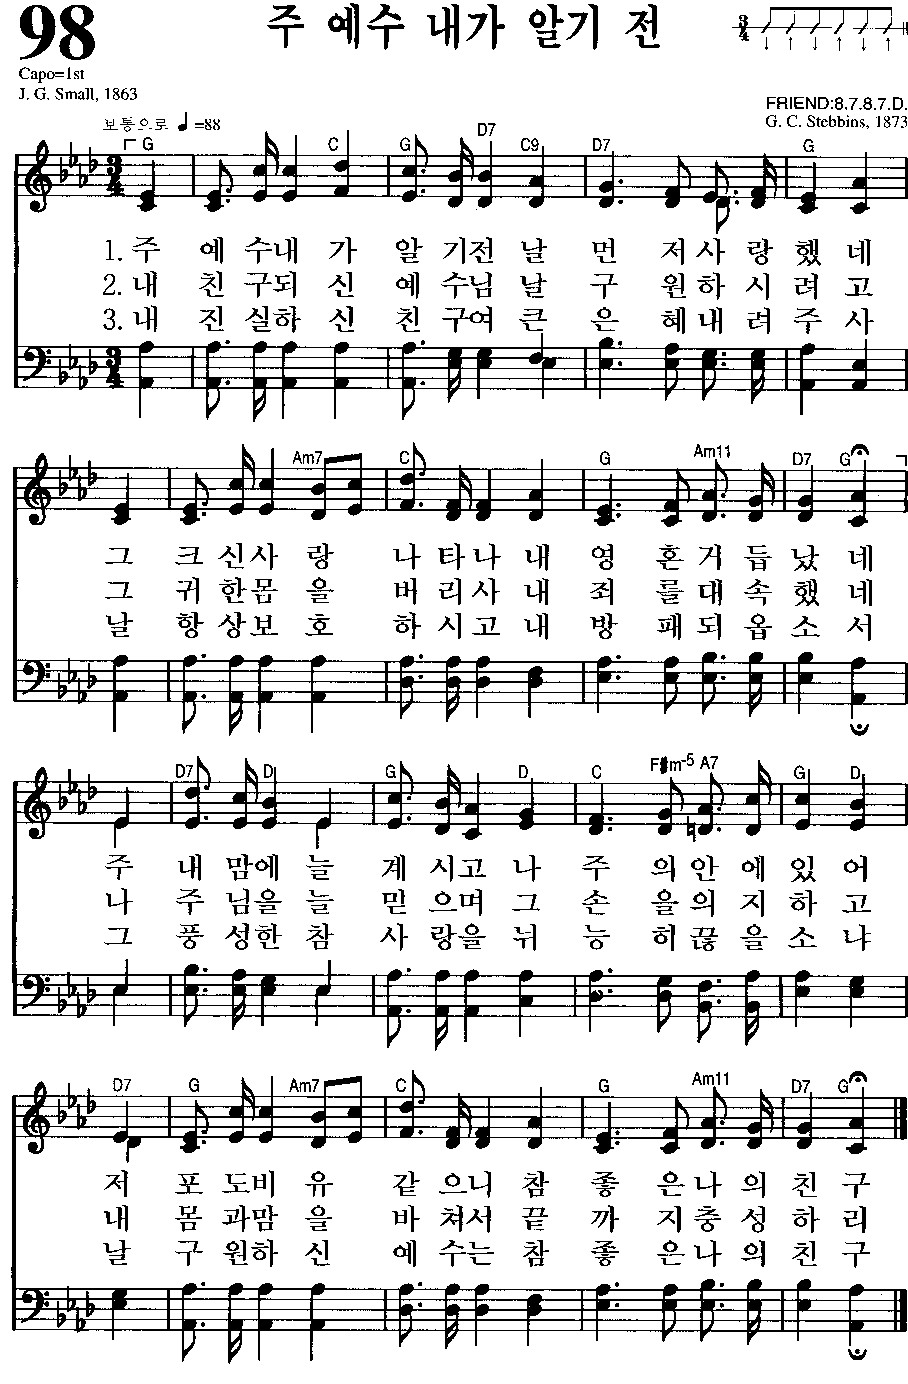 98 주 예수 내가 알기 전
Capo=1st
J. G. Small, 1863
FRIEND:8.7.8.7.D.
G. C. Stebbins, 1873
보통으로 ♩=88
G C G D7 C9 D7 G
3/4
1. 주 예 수내 가 알 기전 날 먼 저사 랑 했 네
2. 내 친 구되 신 예 수님 날 구 원하 시 려 고
3. 내 진 실하 신 친 구여 큰 은 혜내 려 주 사
3/4
Am7 C G Am11 D7 G
그 크 신사 랑 나 타나 내 영 혼거 듭 났 네
그 귀 한몸 을 버 리사 내 죄 를대 속 했 네
날 항 상보 호 하 시고 내 방 패되 옵 소 서
D7 D G D C F#m-5 A7 G D
주 내 맘에 늘 계 시고 나 주 의안 에 있 어
나 주 님을 늘 믿 으며 그 손 을의 지 하 고
그 풍 성한 참 사 랑을 뉘 능 히끊 을 소 냐
D7 G Am7 C G Am11 D7 G
저 포 도비 유 같 으니 참 좋 은나 의 친 구
내 몸 과맘 을 바 쳐서 끝 까 지충 성 하 리
날 구 원하 신 예 수는 참 좋 은나 의 친 구